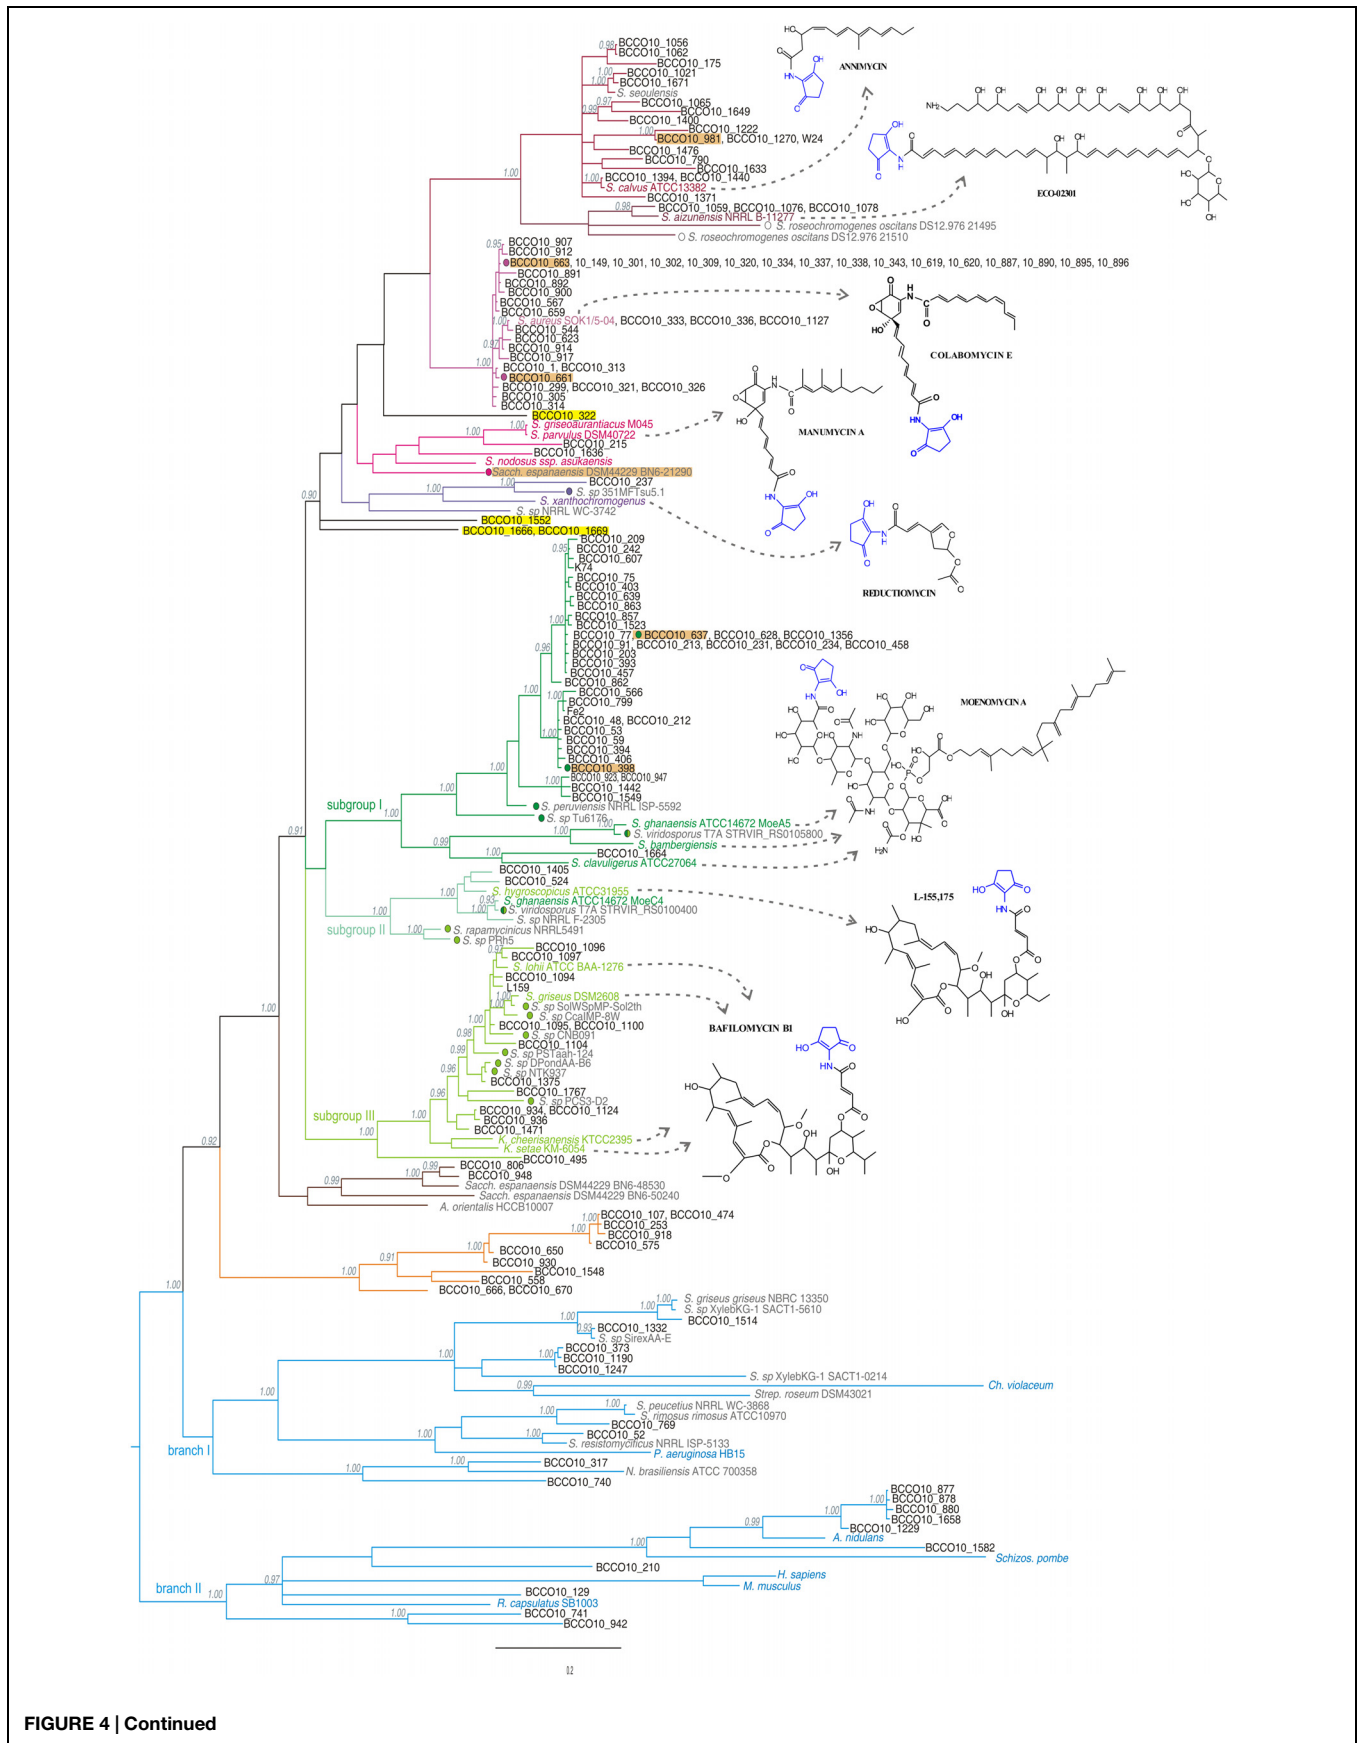 BCCO10_1056
BCCO10_1062
BCCO10_175
BCCO10_1021
BCCO10_1671
S. seoulensis
BCCO10_1065
BCCO10_1649
BCCO10_1400
BCCO10_1222
BCCO10_981, BCCO10_1270, W24
BCCO10_1476
BCCO10_790
BCCO10_1633
BCCO10_1394, BCCO10_1440
S. calvus ATCC13382
BCCO10_1371
BCCO10_1059, BCCO10_1076, BCCO10_1078
S. aizunensis NRRL B-11277
S. roseochromogenes oscitans DS12.976 21495
S. roseochromogenes oscitans DS12.976 21510
ANNIMYCIN
ECO-02301
BCCO10_907
BCCO10_912
BCCO10_663, 10_149, 10_301, 10_302, 10_309, 10_320, 10_334, 10_337, 10_338, 10_343, 10_619, 10_620, 10_887, 10_890, 10_895, 10_896
BCCO10_891
BCCO10_892
BCCO10_900
BCCO10_567
BCCO10_659
S. aureus SOK1/5-04, BCCO10_333, BCCO10_336, BCCO10_1127
BCCO10_544
BCCO10_623
BCCO10_914
BCCO10_917
BCCO10_1, BCCO10_313
BCCO10_661
BCCO10_299, BCCO10_321, BCCO10_326
BCCO10_305
BCCO10_314
COLABOMYCIN E
BCCO10_322
S. griseoaurantiacus M045
S. parvulus DSM40722
BCCO10_215
BCCO10_1636
S. nodosus ssp. asukaensis
Sacch. espanaensis DSM44229 BN6-21290
MANUMYCIN A
BCCO10_237
S. sp 351MFTsu5.1
S. xanthochromogenus
S. sp NRRL WC-3742
BCCO10_1552
BCCO10_1666, BCCO10_1669
REDUCTIOMYCIN
BCCO10_209
BCCO10_242
BCCO10_607
K74
BCCO10_75
BCCO10_403
BCCO10_639
BCCO10_863
BCCO10_857
BCCO10_1523
BCCO10_77, BCCO10_637, BCCO10_628, BCCO10_1356
BCCO10_91, BCCO10_213, BCCO10_231, BCCO10_234, BCCO10_458
BCCO10_203
BCCO10_393
BCCO10_457
BCCO10_862
BCCO10_566
BCCO10_799
Fe2
BCCO10_48, BCCO10_212
BCCO10_53
BCCO10_59
BCCO10_394
BCCO10_406
BCCO10_398
BCCO10_923, BCCO10_947
BCCO10_1442
BCCO10_1549
subgroup I
S. peruviensis NRRL ISP-5592
S. sp Tu6176
S. ghanaensis ATCC14672 MoeA5
S. viridosporus T7A STRVIR_RS0105800
S. bambergiensis
BCCO10_1664
S. clavuligerus ATCC27064
MOENOMYCIN A
BCCO10_1405
BCCO10_524
S. hygroscopicus ATCC31955
S. ghanaensis ATCC14672 MoeC4
S. viridosporus T7A STRVIR_RS0100400
S. sp NRRL F-2305
subgroup II
S. rapamycinicus NRRL5491
S. sp PRh5
L-155,175
BCCO10_1096
BCCO10_1097
S. lohii ATCC BAA-1276
BCCO10_1094
L159
S. griseus DSM2608
S. sp SolWSpMP-Sol2th
S. sp CcalMP-8W
BCCO10_1095, BCCO10_1100
S. sp CNB091
BCCO10_1104
S. sp PSTaah-124
S. sp DPondAA-B6
S. sp NTK937
BCCO10_1375
BCCO10_1767
S. sp PCS3-D2
BCCO10_934, BCCO10_1124
BCCO10_936
BCCO10_1471
subgroup III
K. cheerisanensis KTCC2395
K. setae KM-6054
BCCO10_495
BAFILOMYCIN B1
BCCO10_806
BCCO10_948
Sacch. espanaensis DSM44229 BN6-48530
Sacch. espanaensis DSM44229 BN6-50240
A. orientalis HCCB10007
BCCO10_107, BCCO10_474
BCCO10_253
BCCO10_918
BCCO10_575
BCCO10_650
BCCO10_930
BCCO10_1548
BCCO10_558
BCCO10_666, BCCO10_670
S. griseus griseus NBRC 13350
S. sp XylebKG-1 SACT1-5610
BCCO10_1514
BCCO10_1332
S. sp SirexAA-E
BCCO10_373
BCCO10_1190
BCCO10_1247
S. sp XylebKG-1 SACT1-0214
Ch. violaceum
Strep. roseum DSM43021
S. peucetius NRRL WC-3868
S. rimosus rimosus ATCC10970
BCCO10_769
BCCO10_52
S. resistomycificus NRRL ISP-5133
branch I
P. aeruginosa HB15
BCCO10_317
N. brasiliensis ATCC 700358
BCCO10_740
BCCO10_877
BCCO10_878
BCCO10_880
BCCO10_1658
BCCO10_1229
A. nidulans
BCCO10_1582
Schizos. pombe
BCCO10_210
H. sapiens
M. musculus
branch II
BCCO10_129
R. capsulatus SB1003
BCCO10_741
BCCO10_942
0.2
FIGURE 4 | Continued